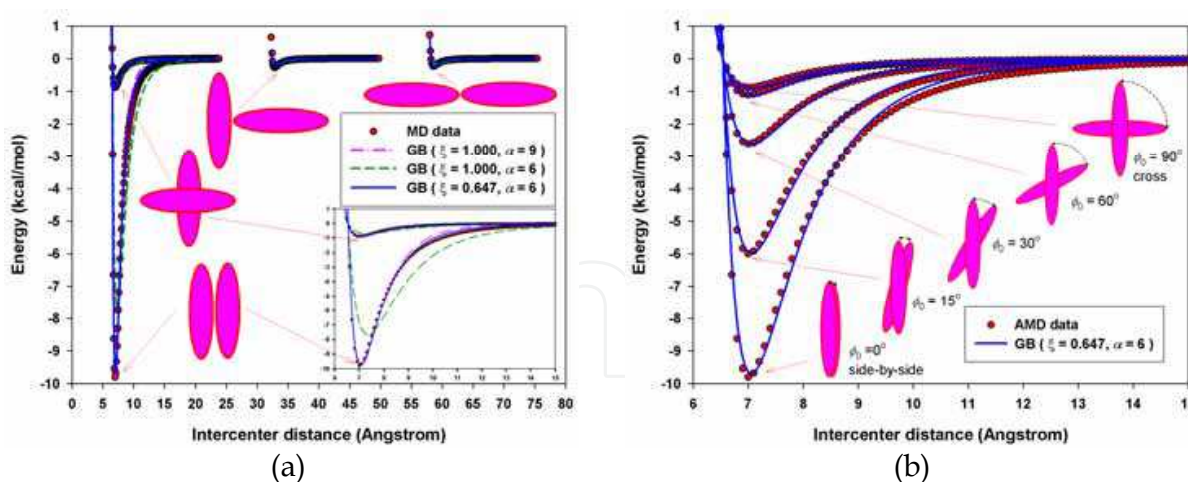 1
0
-1
-2
-3
-4
-5
-6
-7
-8
-9
-10
Energy (kcal/mol)
MD data
GB ( ξ = 1.000, α = 9 )
GB ( ξ = 1.000, α = 6 )
GB ( ξ = 0.647, α = 6 )
0 5 10 15 20 25 30 35 40 45 50 55 60 65 70 75 80
Intercenter distance (Angstrom)
(a)
1
0
-1
-2
-3
-4
-5
-6
-7
-8
-9
-10
Energy (kcal/mol)
ϕ₀ = 90°
cross
ϕ₀ = 60°
ϕ₀ = 30°
ϕ₀ = 15°
ϕ₀ =0°
side-by-side
AMD data
GB ( ξ = 0.647, α = 6 )
6 7 8 9 10 11 12 13 14
Intercenter distance (Angstrom)
(b)